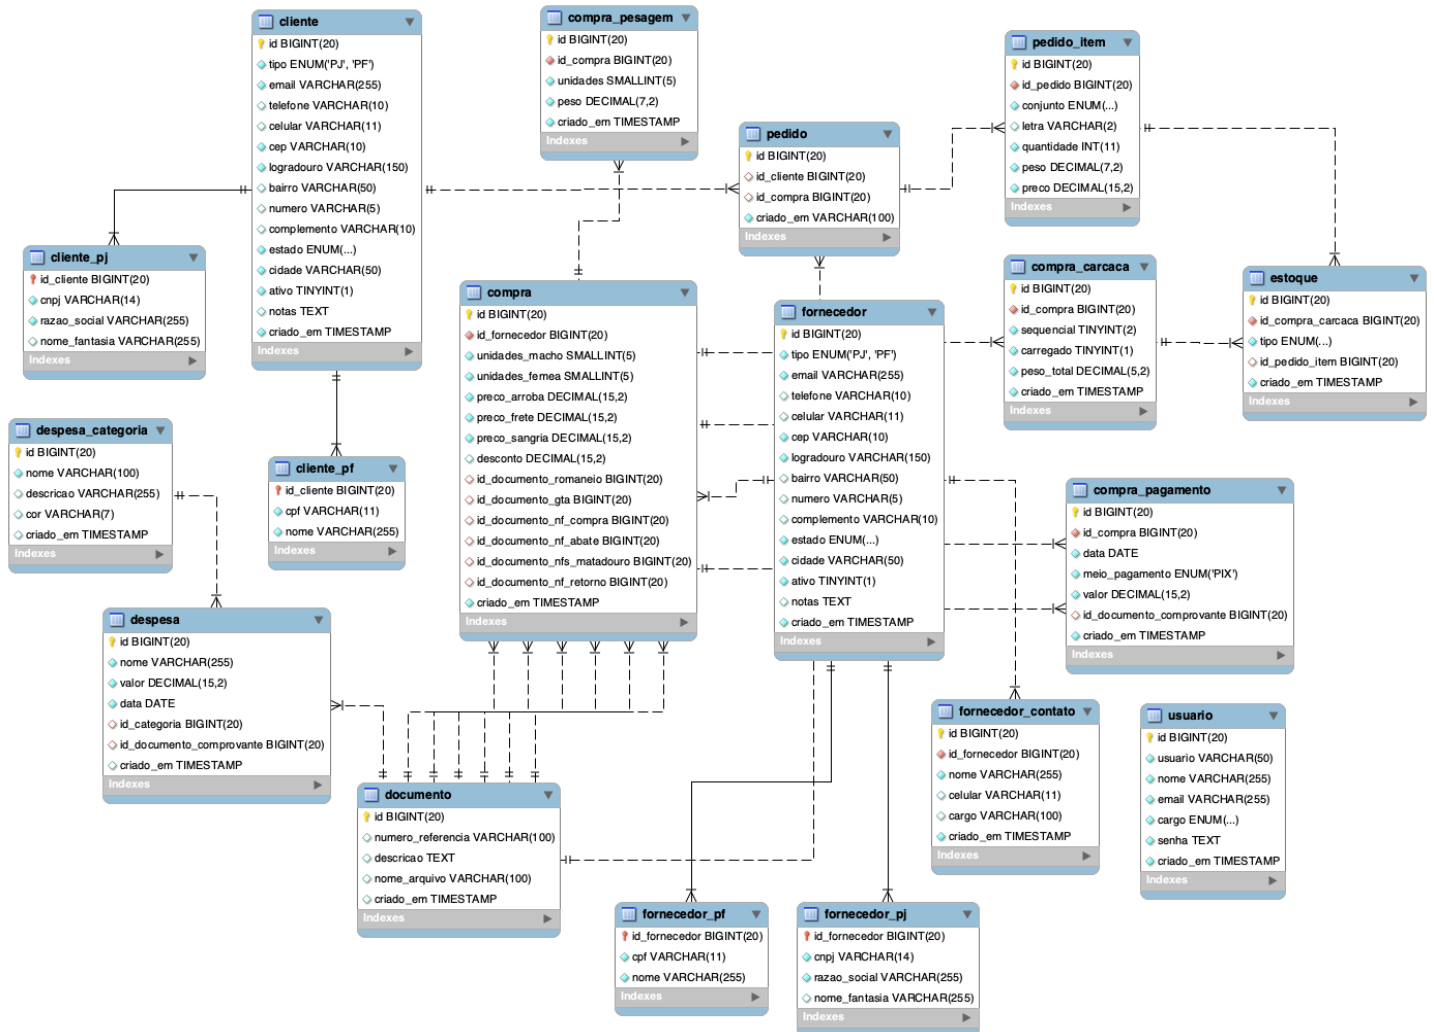 cliente
id BIGINT(20)
tipo ENUM('PJ', 'PF')
email VARCHAR(255)
telefone VARCHAR(10)
celular VARCHAR(11)
cep VARCHAR(10)
logradouro VARCHAR(150)
bairro VARCHAR(50)
numero VARCHAR(5)
complemento VARCHAR(10)
estado ENUM(...)
cidade VARCHAR(50)
ativo TINYINT(1)
notas TEXT
criado_em TIMESTAMP
Indexes
compra_pesagem
id BIGINT(20)
id_compra BIGINT(20)
unidades SMALLINT(5)
peso DECIMAL(7,2)
criado_em TIMESTAMP
Indexes
pedido
id BIGINT(20)
id_cliente BIGINT(20)
id_compra BIGINT(20)
criado_em VARCHAR(100)
Indexes
pedido_item
id BIGINT(20)
id_pedido BIGINT(20)
conjunto ENUM(...)
letra VARCHAR(2)
quantidade INT(11)
peso DECIMAL(7,2)
preco DECIMAL(15,2)
Indexes
cliente_pj
id_cliente BIGINT(20)
cnpj VARCHAR(14)
razao_social VARCHAR(255)
nome_fantasia VARCHAR(255)
Indexes
compra
id BIGINT(20)
id_fornecedor BIGINT(20)
unidades_macho SMALLINT(5)
unidades_femea SMALLINT(5)
preco_arroba DECIMAL(15,2)
preco_frete DECIMAL(15,2)
preco_sangria DECIMAL(15,2)
desconto DECIMAL(15,2)
id_documento_romaneio BIGINT(20)
id_documento_gta BIGINT(20)
id_documento_nf_compra BIGINT(20)
id_documento_nf_abate BIGINT(20)
id_documento_nfs_matadouro BIGINT(20)
id_documento_nf_retorno BIGINT(20)
criado_em TIMESTAMP
Indexes
fornecedor
id BIGINT(20)
tipo ENUM('PJ', 'PF')
email VARCHAR(255)
telefone VARCHAR(10)
celular VARCHAR(11)
cep VARCHAR(10)
logradouro VARCHAR(150)
bairro VARCHAR(50)
numero VARCHAR(5)
complemento VARCHAR(10)
estado ENUM(...)
cidade VARCHAR(50)
ativo TINYINT(1)
notas TEXT
criado_em TIMESTAMP
Indexes
compra_carcaca
id BIGINT(20)
id_compra BIGINT(20)
sequencial TINYINT(2)
carregado TINYINT(1)
peso_total DECIMAL(5,2)
criado_em TIMESTAMP
Indexes
estoque
id BIGINT(20)
id_compra_carcaca BIGINT(20)
tipo ENUM(...)
id_pedido_item BIGINT(20)
criado_em TIMESTAMP
Indexes
despesa_categoria
id BIGINT(20)
nome VARCHAR(100)
descricao VARCHAR(255)
cor VARCHAR(7)
criado_em TIMESTAMP
Indexes
cliente_pf
id_cliente BIGINT(20)
cpf VARCHAR(11)
nome VARCHAR(255)
Indexes
compra_pagamento
id BIGINT(20)
id_compra BIGINT(20)
data DATE
meio_pagamento ENUM('PIX')
valor DECIMAL(15,2)
id_documento_comprovante BIGINT(20)
criado_em TIMESTAMP
Indexes
despesa
id BIGINT(20)
nome VARCHAR(255)
valor DECIMAL(15,2)
data DATE
id_categoria BIGINT(20)
id_documento_comprovante BIGINT(20)
criado_em TIMESTAMP
Indexes
documento
id BIGINT(20)
numero_referencia VARCHAR(100)
descricao TEXT
nome_arquivo VARCHAR(100)
criado_em TIMESTAMP
Indexes
fornecedor_contato
id BIGINT(20)
id_fornecedor BIGINT(20)
nome VARCHAR(255)
celular VARCHAR(11)
cargo VARCHAR(100)
criado_em TIMESTAMP
Indexes
usuario
id BIGINT(20)
usuario VARCHAR(50)
nome VARCHAR(255)
email VARCHAR(255)
cargo ENUM(...)
senha TEXT
criado_em TIMESTAMP
Indexes
fornecedor_pf
id_fornecedor BIGINT(20)
cpf VARCHAR(11)
nome VARCHAR(255)
Indexes
fornecedor_pj
id_fornecedor BIGINT(20)
cnpj VARCHAR(14)
razao_social VARCHAR(255)
nome_fantasia VARCHAR(255)
Indexes